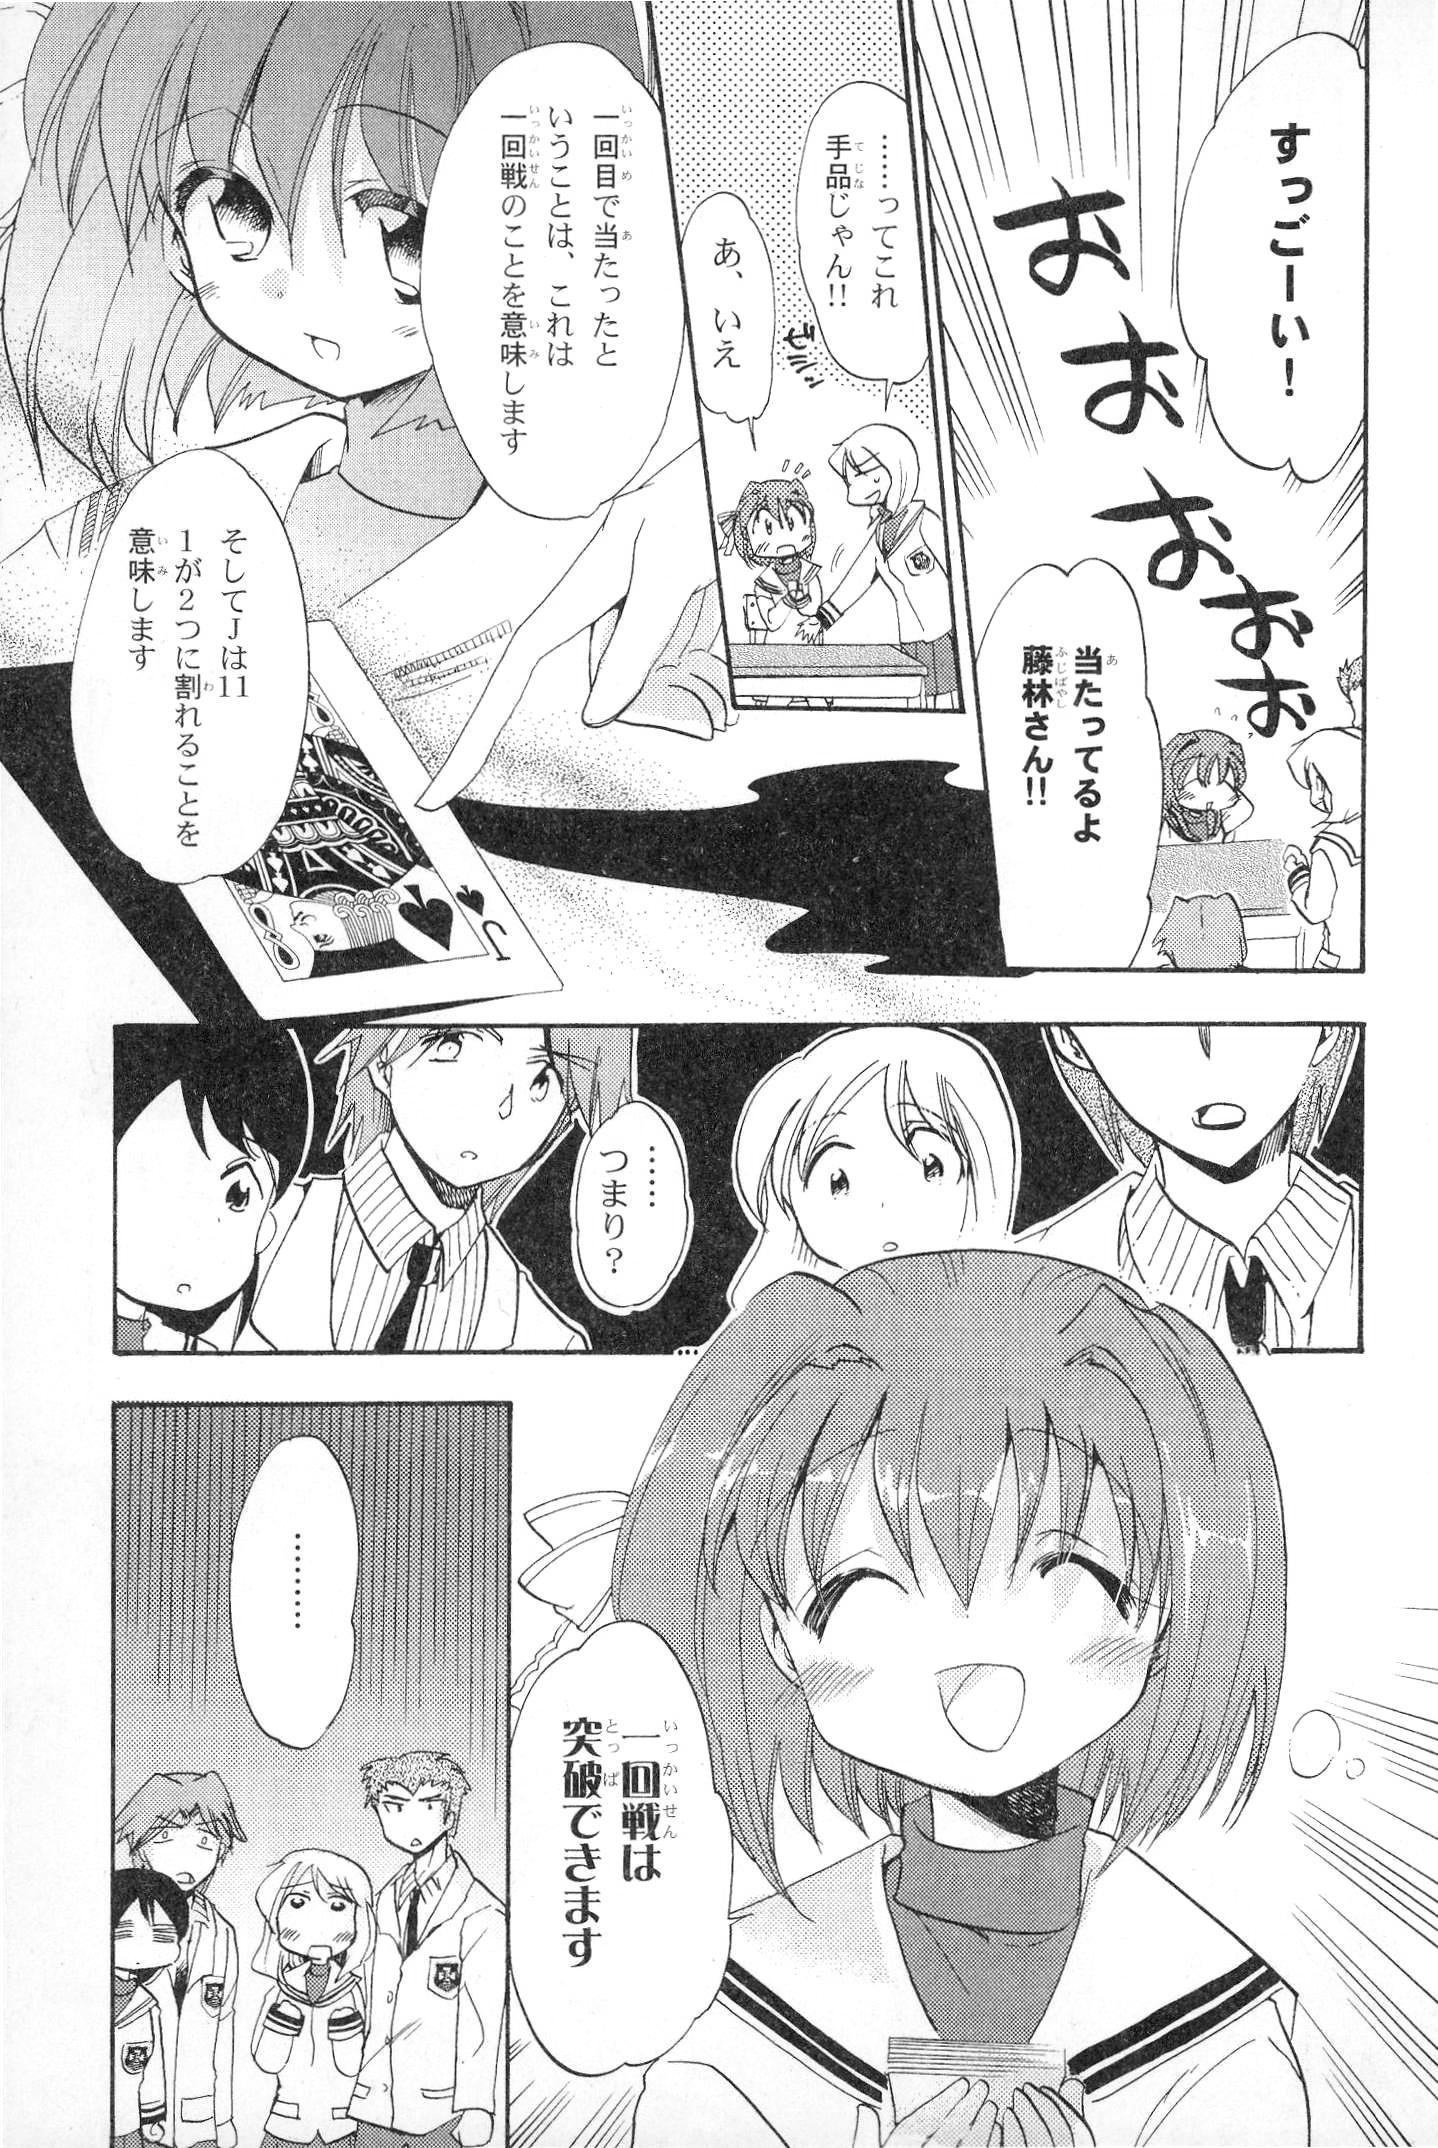 すっごーい！
おおおおおお
当たってるよ
藤林さん!!
……ってこれ
手品じゃん!!
あ、いえ
一回目で当たったと
いうことは、これは
一回戦のことを意味します
そしてJは11
1が2つに割れることを
意味します
J
……
つまり？
一回戦は
突破できます
………